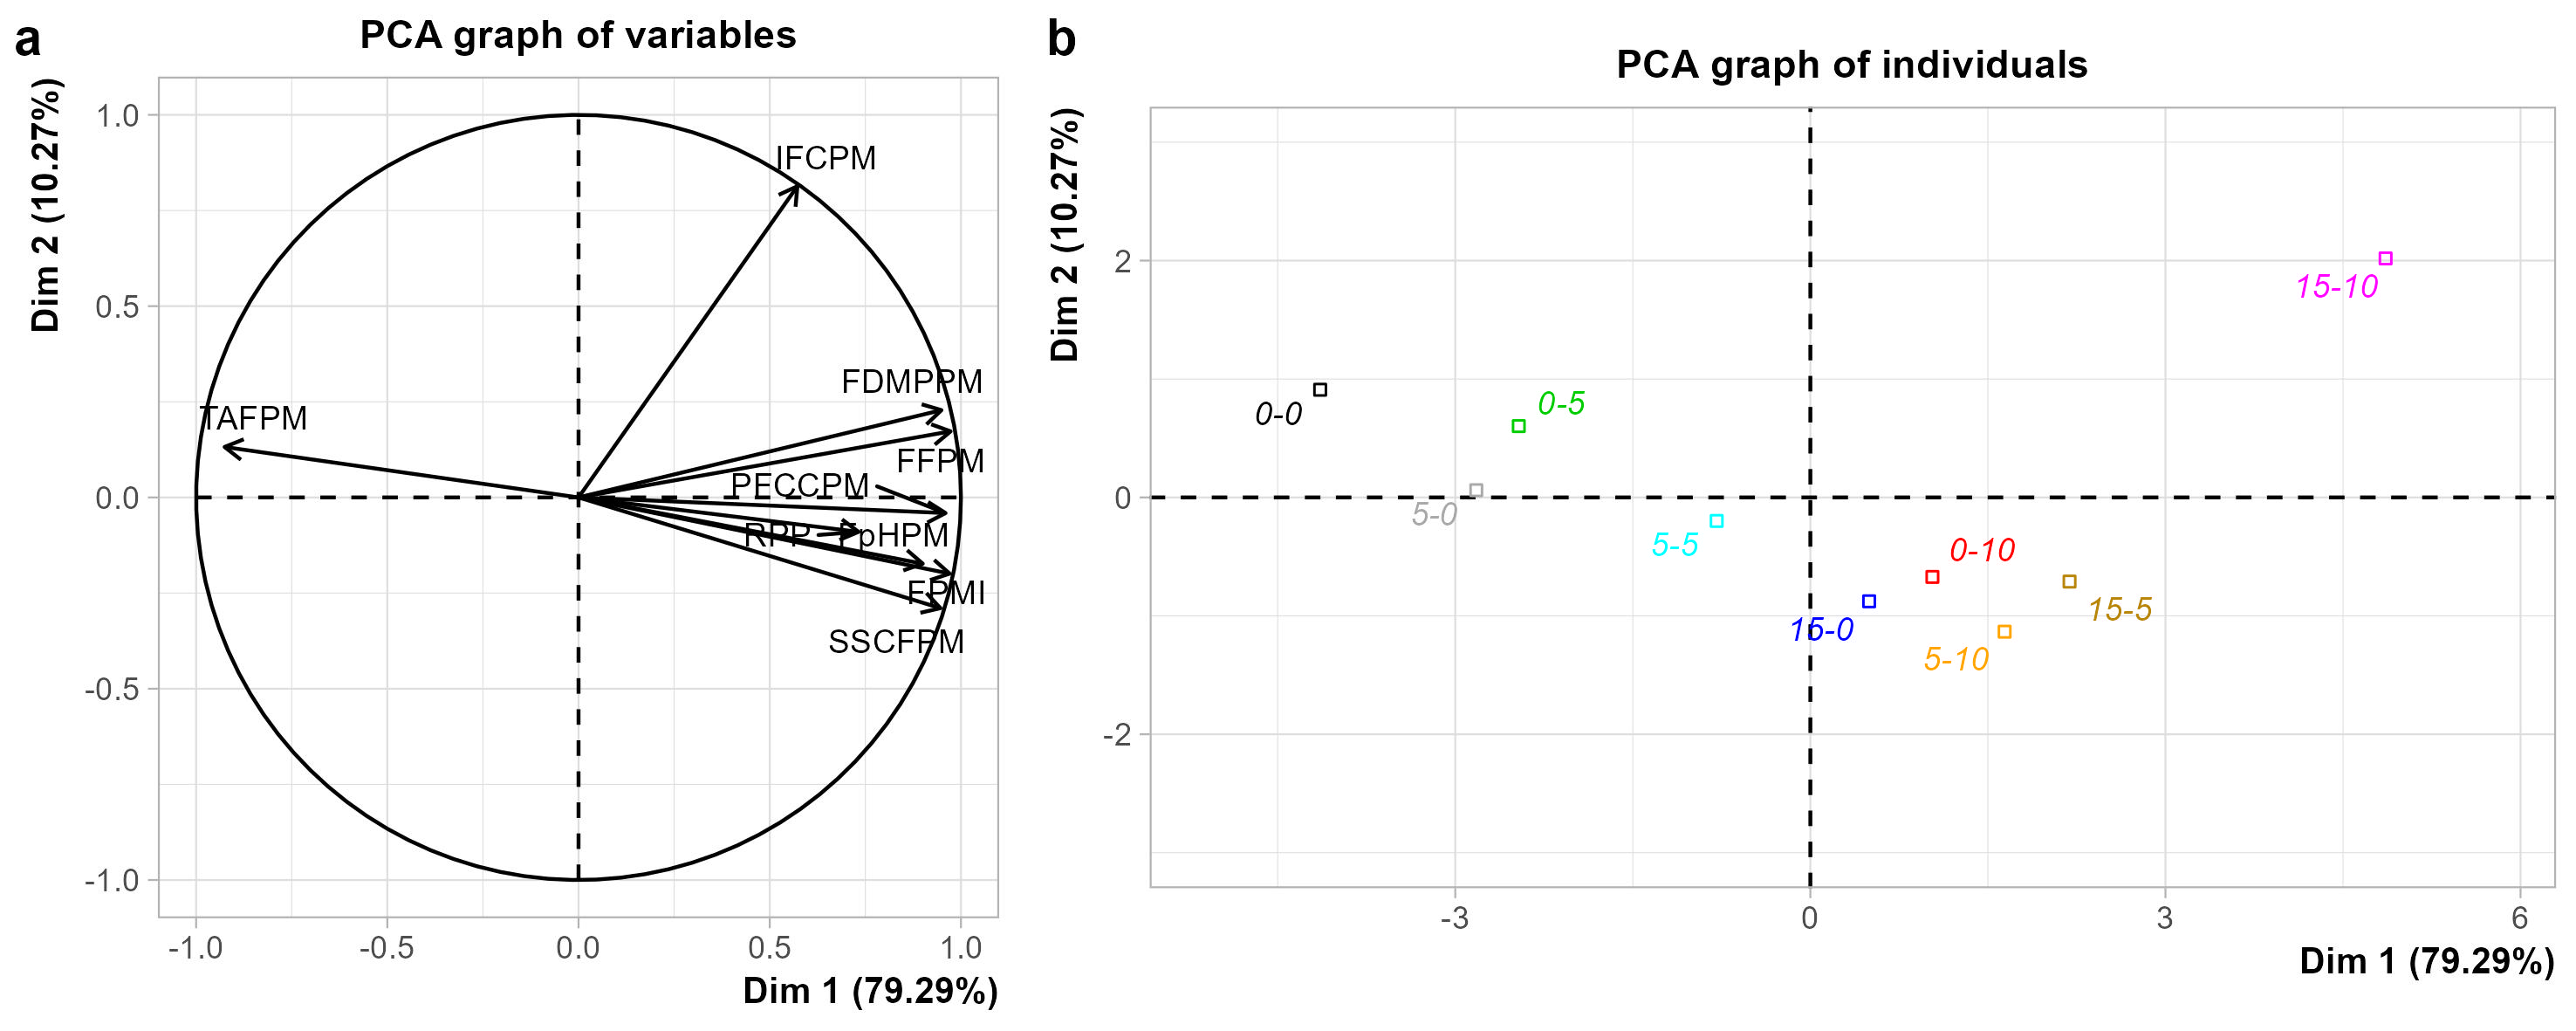 a
PCA graph of variables
Dim 2 (10.27%)
1.0
0.5
0.0
-0.5
-1.0
IFCPM
FDMPPM
TAFPM
FFPM
PFCCPM
RPP
FpHPM
FPMI
SSCFPM
-1.0
-0.5
0.0
0.5
1.0
Dim 1 (79.29%)
b
PCA graph of individuals
Dim 2 (10.27%)
2
0
-2
15-10
0-0
0-5
5-0
5-5
0-10
15-0
15-5
5-10
-3
0
3
6
Dim 1 (79.29%)